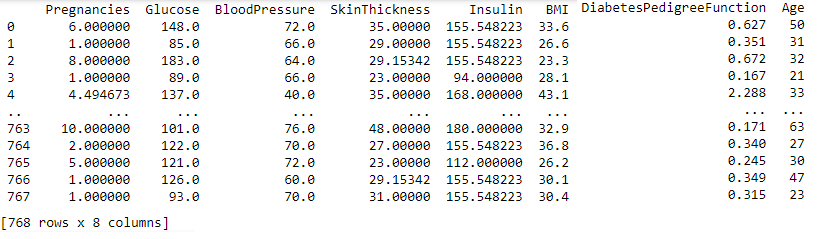 Pregnancies Glucose BloodPressure SkinThickness Insulin BMI DiabetesPedigreeFunction Age
0 6.000000 148.0 72.0 35.00000 155.548223 33.6 0.627 50
1 1.000000 85.0 66.0 29.00000 155.548223 26.6 0.351 31
2 8.000000 183.0 64.0 29.15342 155.548223 23.3 0.672 32
3 1.000000 89.0 66.0 23.00000 94.000000 28.1 0.167 21
4 4.494673 137.0 40.0 35.00000 168.000000 43.1 2.288 33
.. ... ... ... ... ... ... ... ...
763 10.000000 101.0 76.0 48.00000 180.000000 32.9 0.171 63
764 2.000000 122.0 70.0 27.00000 155.548223 36.8 0.340 27
765 5.000000 121.0 72.0 23.00000 112.000000 26.2 0.245 30
766 1.000000 126.0 60.0 29.15342 155.548223 30.1 0.349 47
767 1.000000 93.0 70.0 31.00000 155.548223 30.4 0.315 23
[768 rows x 8 columns]